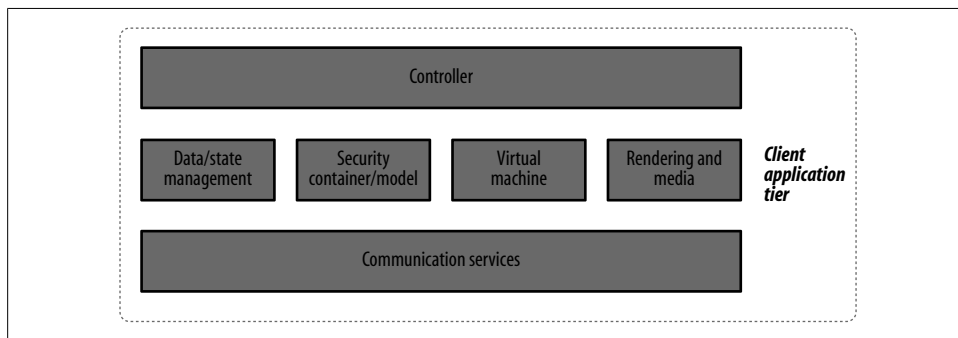 Controller
Data/state
management
Security
container/model
Virtual
machine
Rendering and
media
Client
application
tier
Communication services